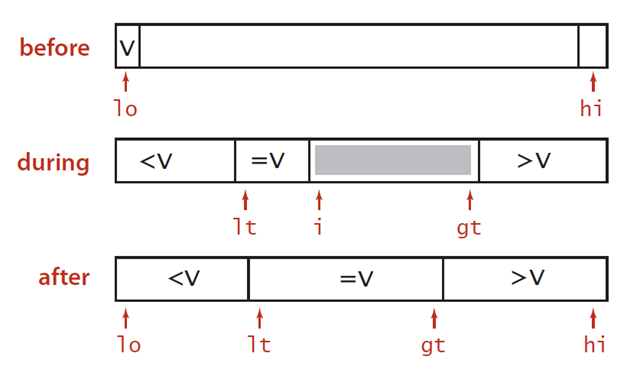 before V
lo hi
during <V =V >V
lt i gt
after <V =V >V
lo lt gt hi